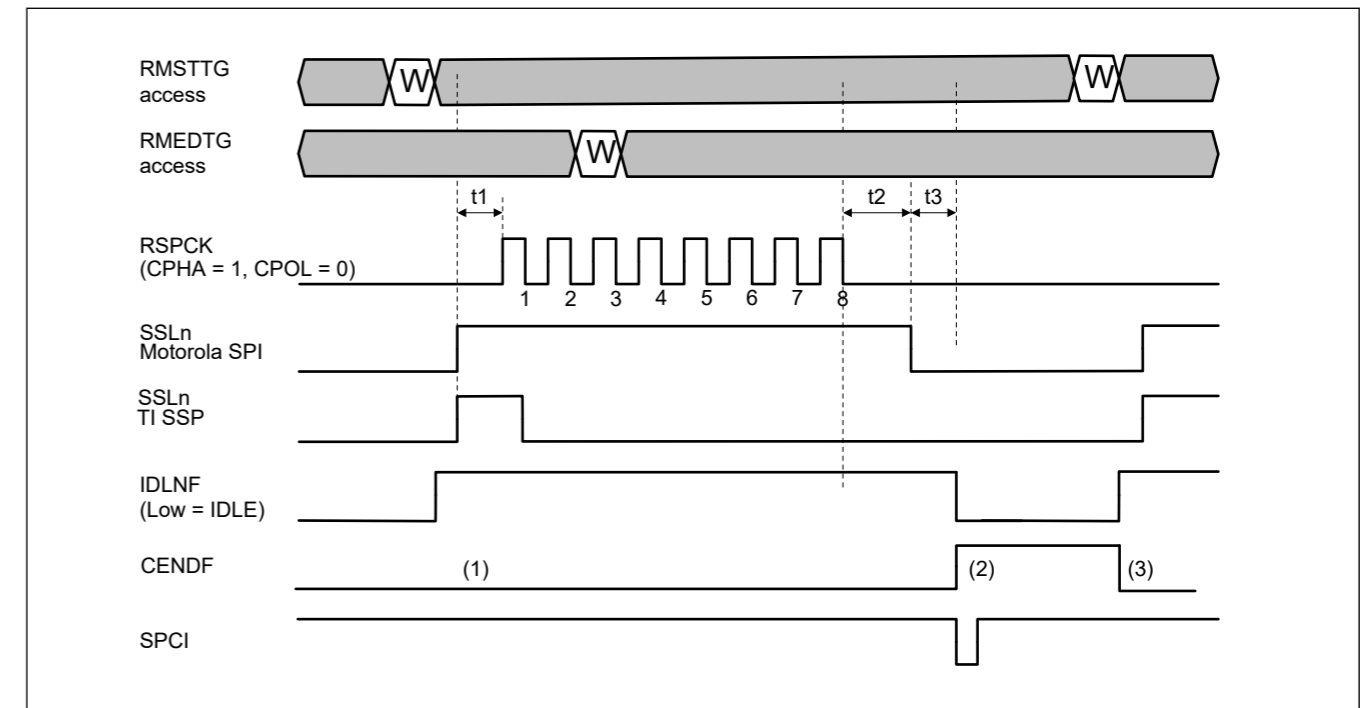 RMSTTG
access
W
W
RMEDTG
access
W
t1
t2
t3
RSPCK
(CPHA = 1, CPOL = 0)
1 2 3 4 5 6 7 8
SSLn
Motorola SPI
SSLn
TI SSP
IDLNF
(Low = IDLE)
CENDF
(1)
(2)
(3)
SPCI